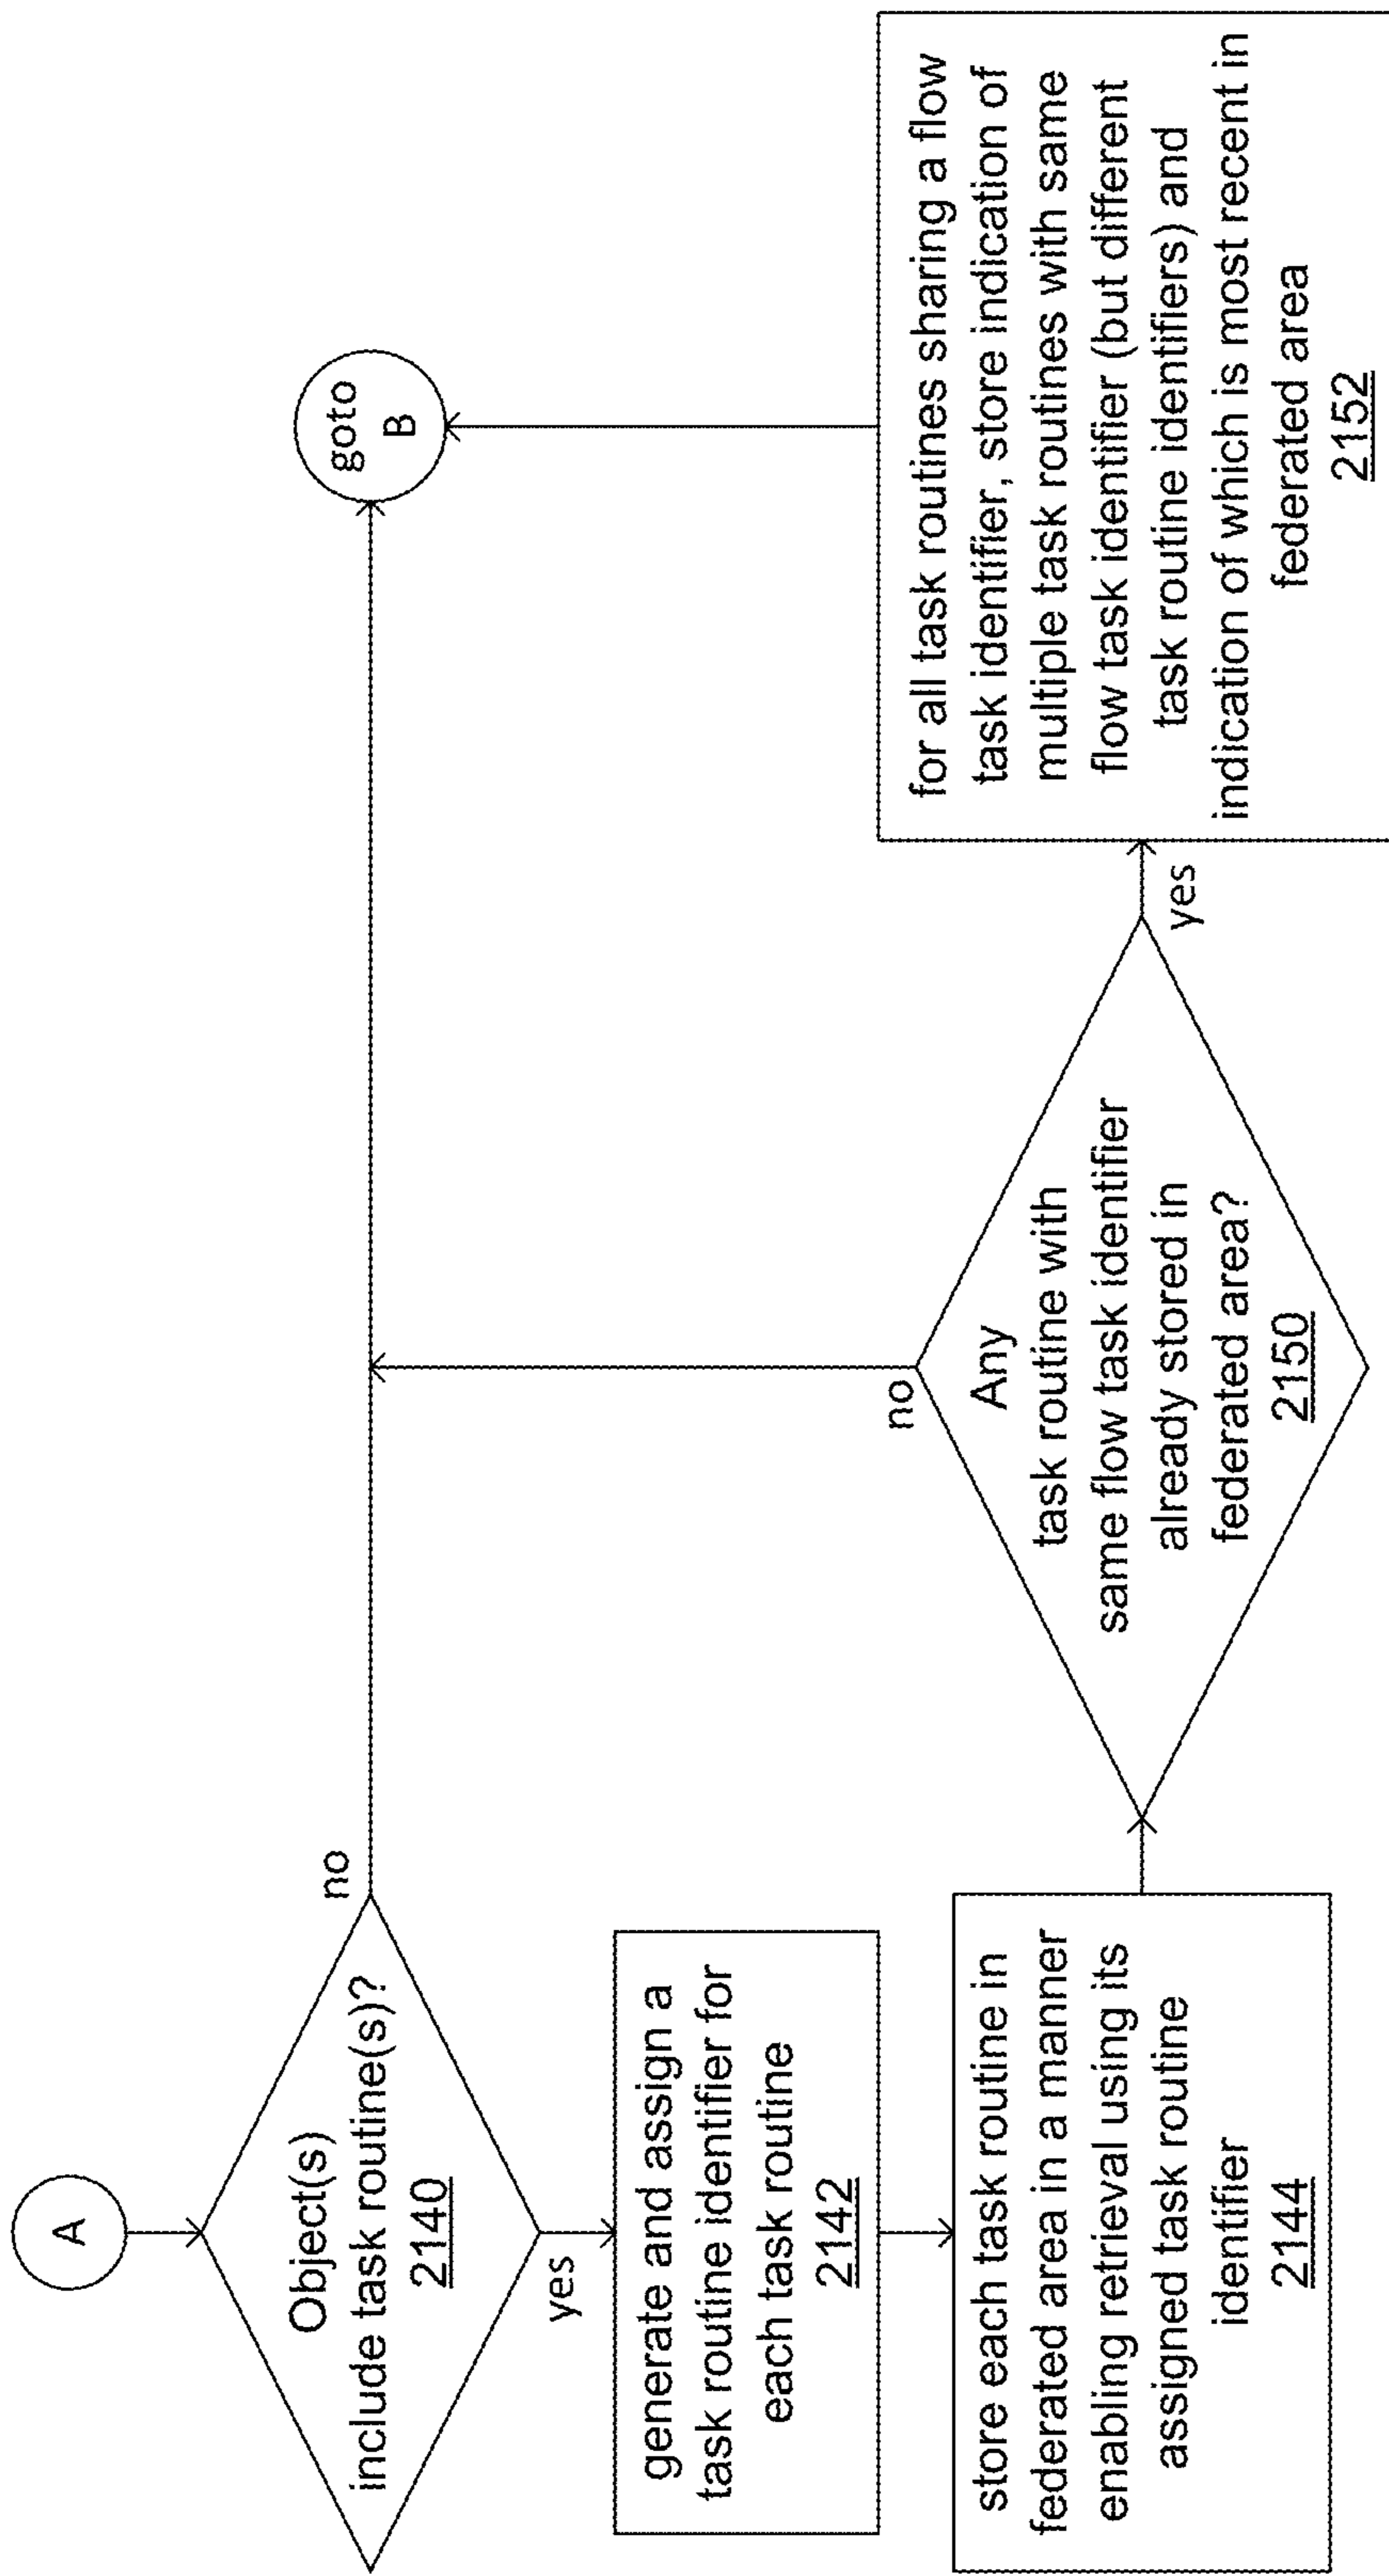 A
Object(s)
include task routine(s)?
2140
no
yes
generate and assign a
task routine identifier for
each task routine
2142
store each task routine in
federated area in a manner
enabling retrieval using its
assigned task routine
identifier
2144
Any
task routine with
same flow task identifier
already stored in
federated area?
2150
no
yes
for all task routines sharing a flow
task identifier, store indication of
multiple task routines with same
flow task identifier (but different
task routine identifiers) and
indication of which is most recent in
federated area
2152
goto
B